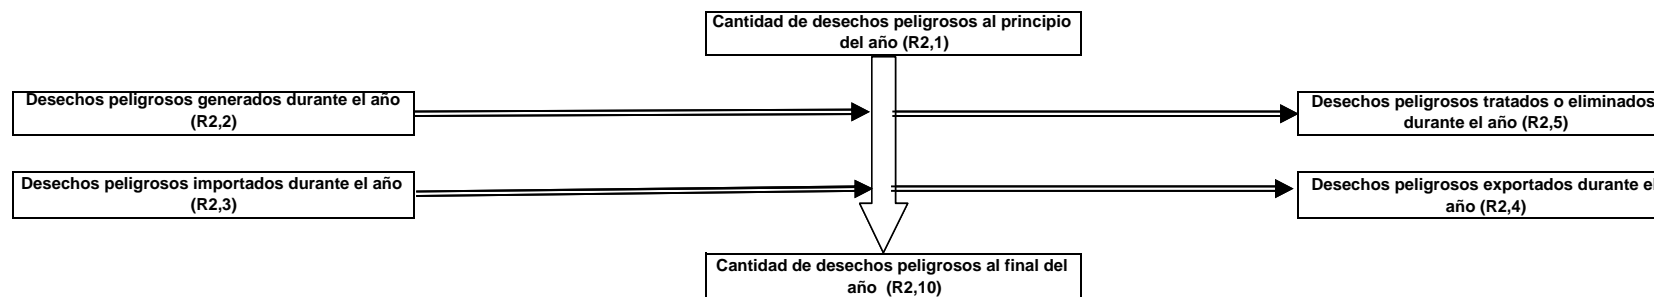 Cantidad de desechos peligrosos al principio
del año (R2,1)
Desechos peligrosos generados durante el año
(R2,2)
Desechos peligrosos tratados o eliminados
durante el año (R2,5)
Desechos peligrosos importados durante el año
(R2,3)
Desechos peligrosos exportados durante el
año (R2,4)
Cantidad de desechos peligrosos al final del
año (R2,10)